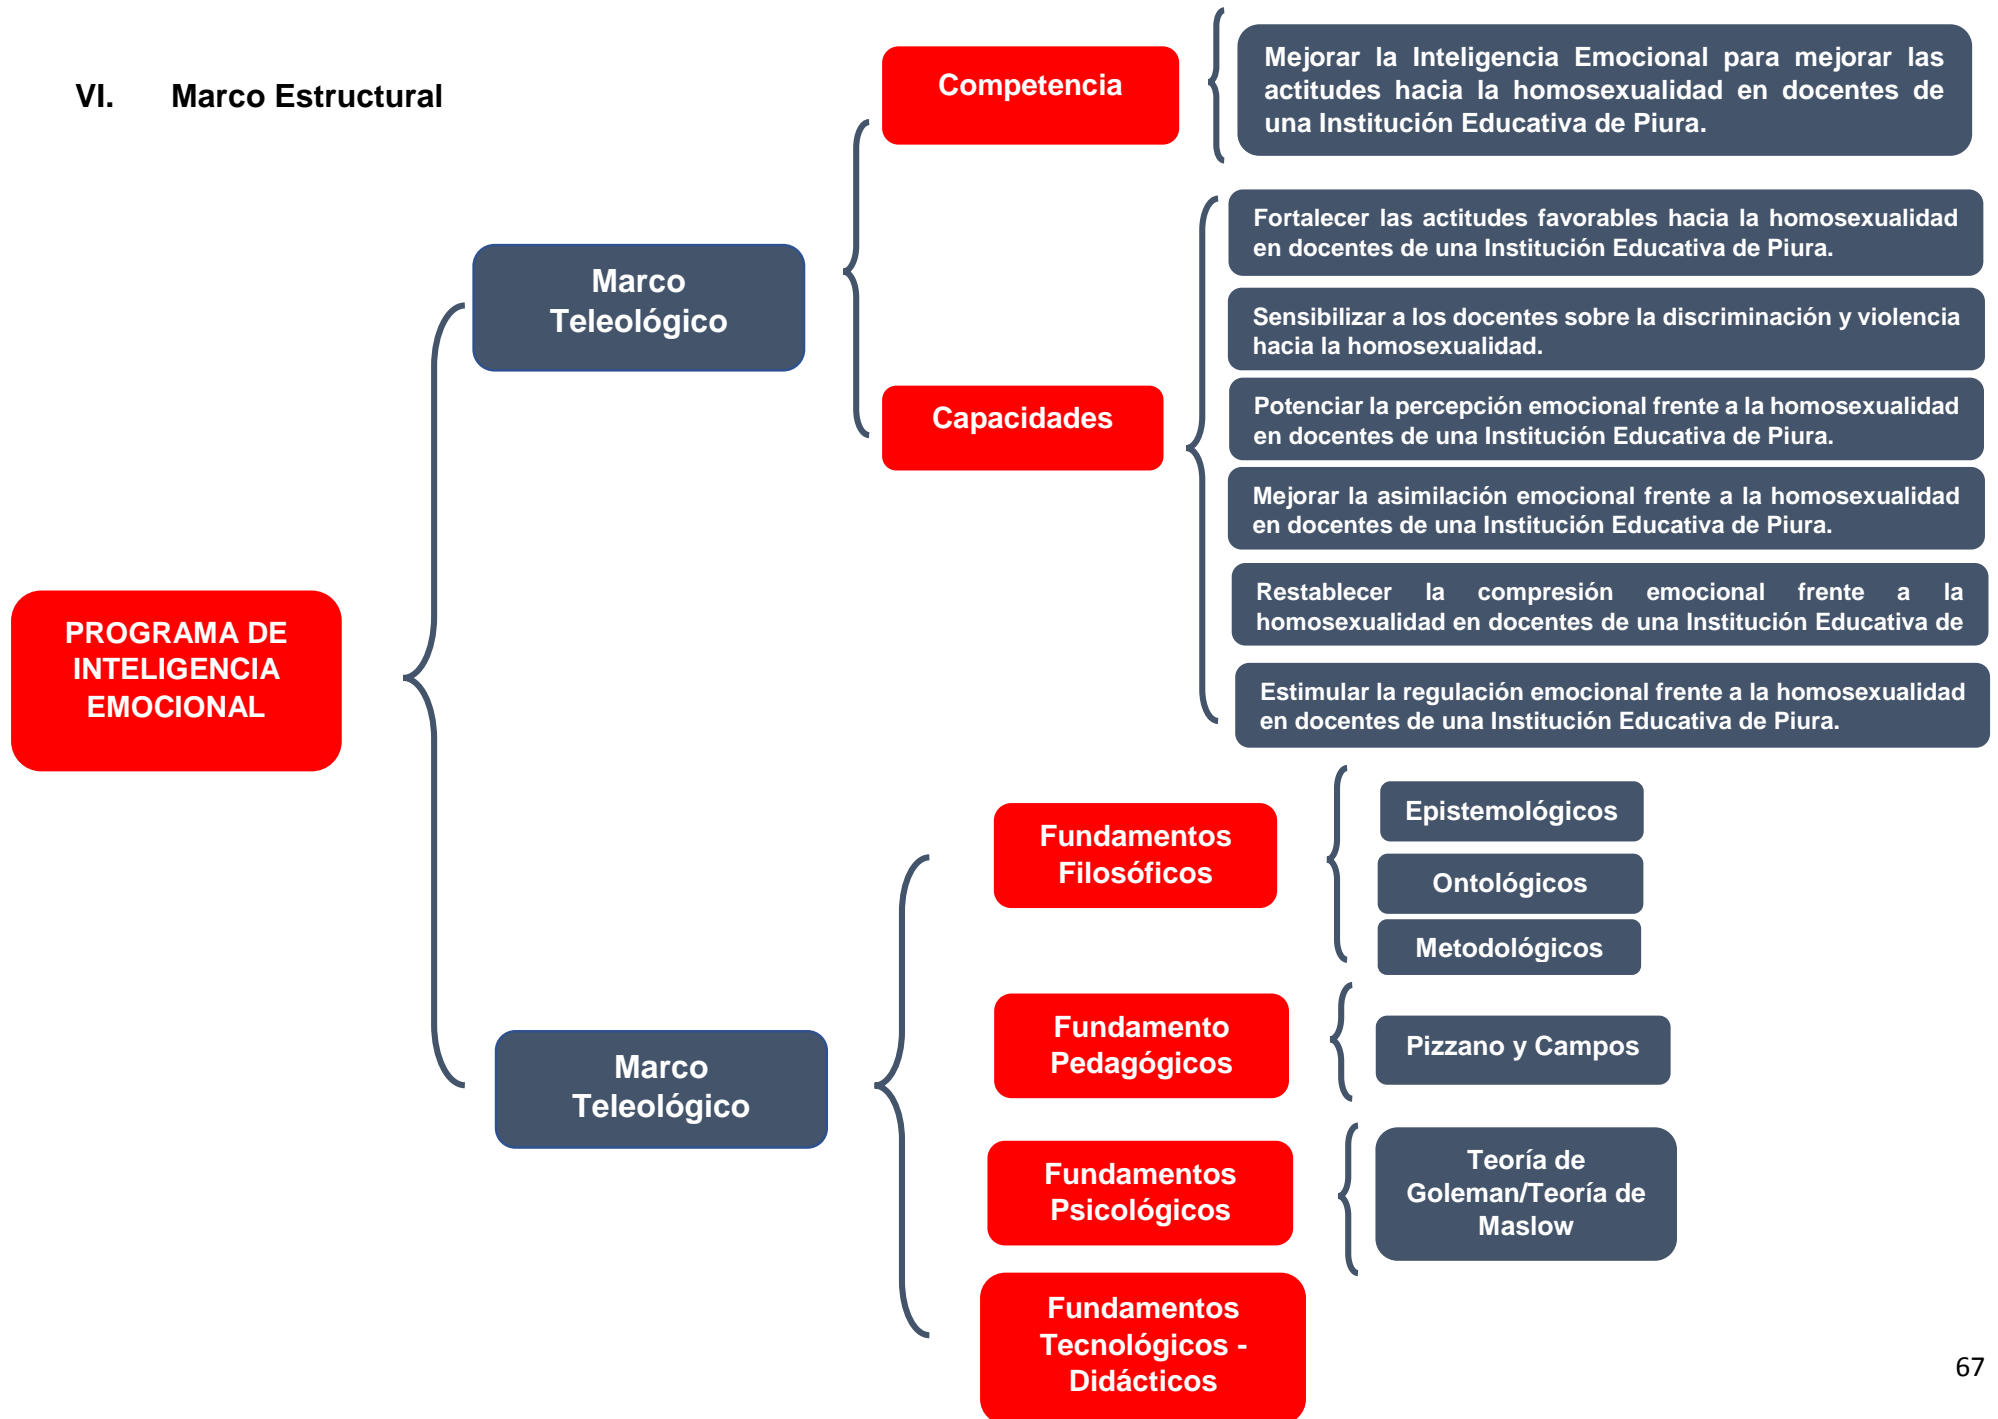 VI. Marco Estructural
Competencia
Mejorar la Inteligencia Emocional para mejorar las
actitudes hacia la homosexualidad en docentes de
una Institución Educativa de Piura.
Marco
Teleológico
Capacidades
Fortalecer las actitudes favorables hacia la homosexualidad
en docentes de una Institución Educativa de Piura.
Sensibilizar a los docentes sobre la discriminación y violencia
hacia la homosexualidad.
Potenciar la percepción emocional frente a la homosexualidad
en docentes de una Institución Educativa de Piura.
Mejorar la asimilación emocional frente a la homosexualidad
en docentes de una Institución Educativa de Piura.
Restablecer la compresión emocional frente a la
homosexualidad en docentes de una Institución Educativa de
Estimular la regulación emocional frente a la homosexualidad
en docentes de una Institución Educativa de Piura.
PROGRAMA DE
INTELIGENCIA
EMOCIONAL
Marco
Teleológico
Fundamentos
Filosóficos
Epistemológicos
Ontológicos
Metodológicos
Fundamento
Pedagógicos
Pizzano y Campos
Fundamentos
Psicológicos
Teoría de
Goleman/Teoría de
Maslow
Fundamentos
Tecnológicos -
Didácticos
67